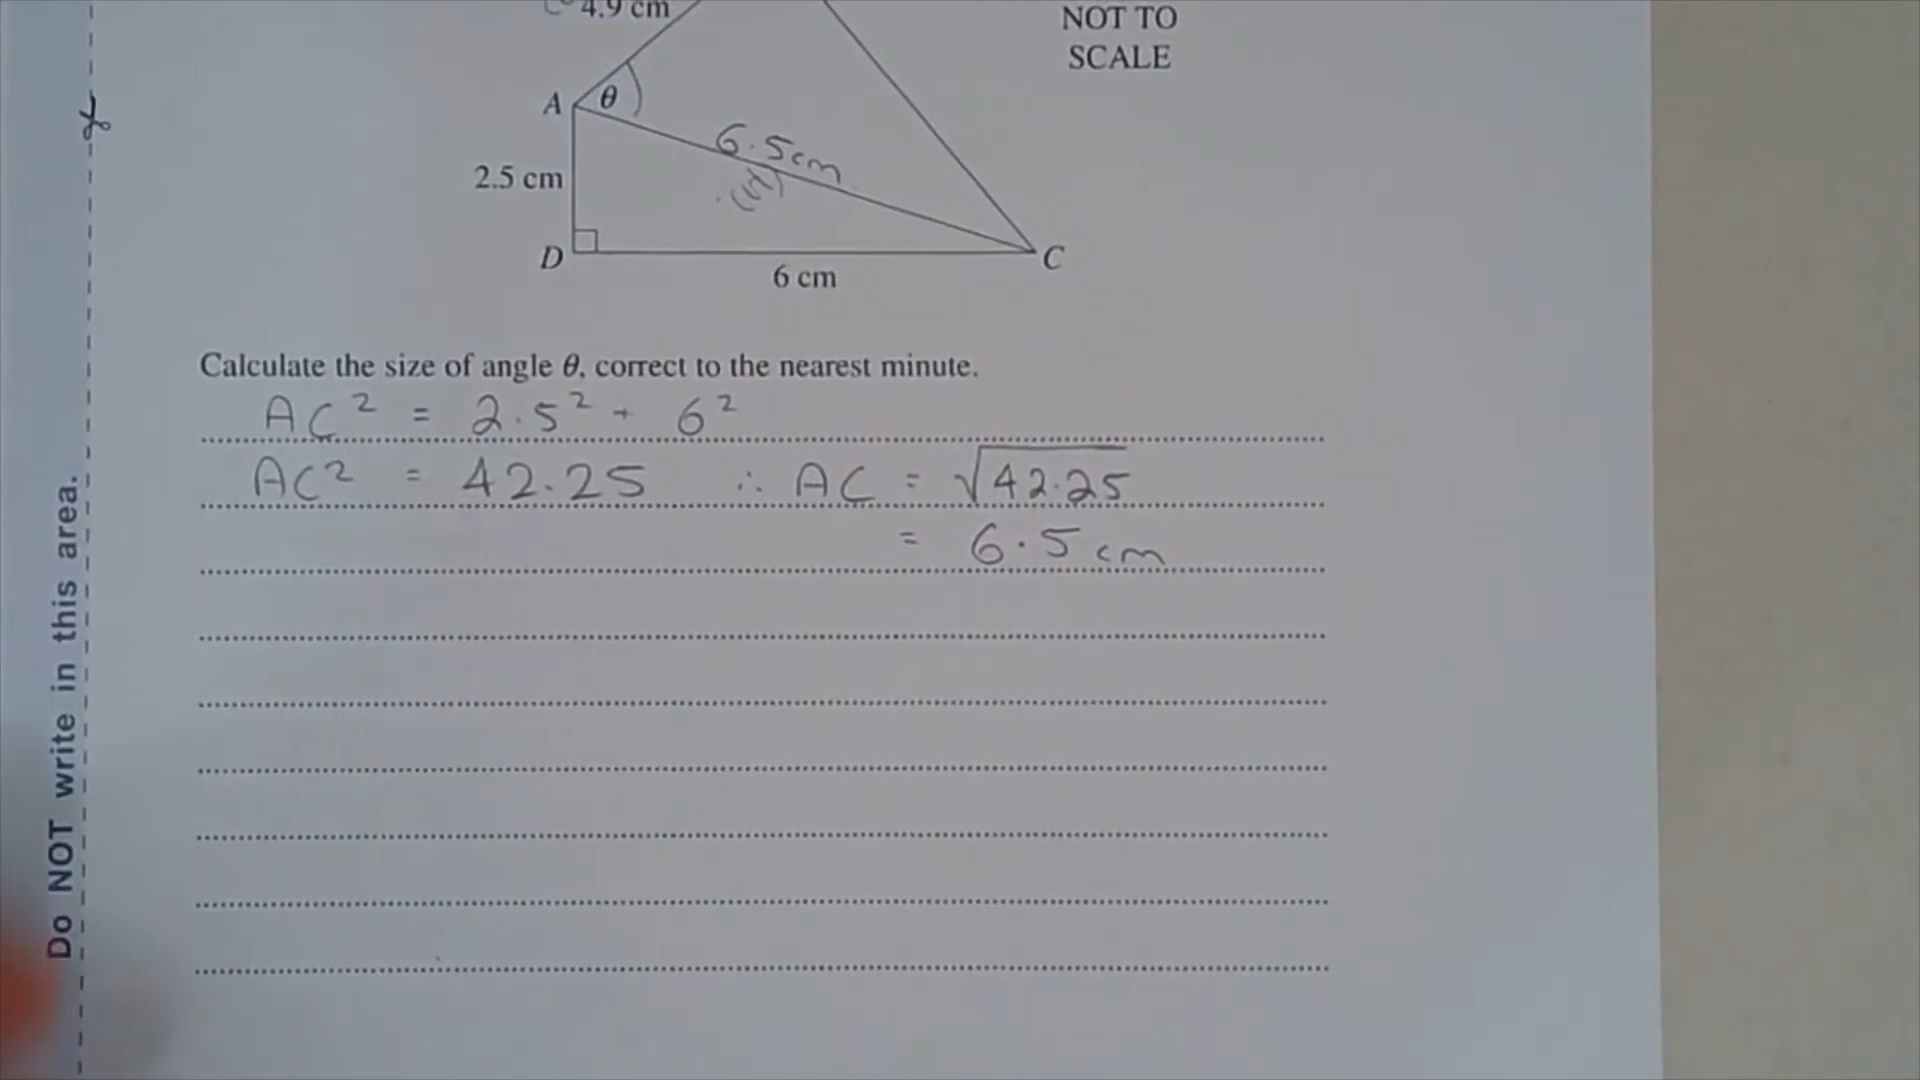 4.9 cm
NOT TO
SCALE
A
θ
6.5cm
2.5 cm
D
C
6 cm
Calculate the size of angle θ, correct to the nearest minute.
AC² = 2.5² + 6²
AC² = 42.25 ∴ AC = √42.25
= 6.5cm
Do NOT write in this area.